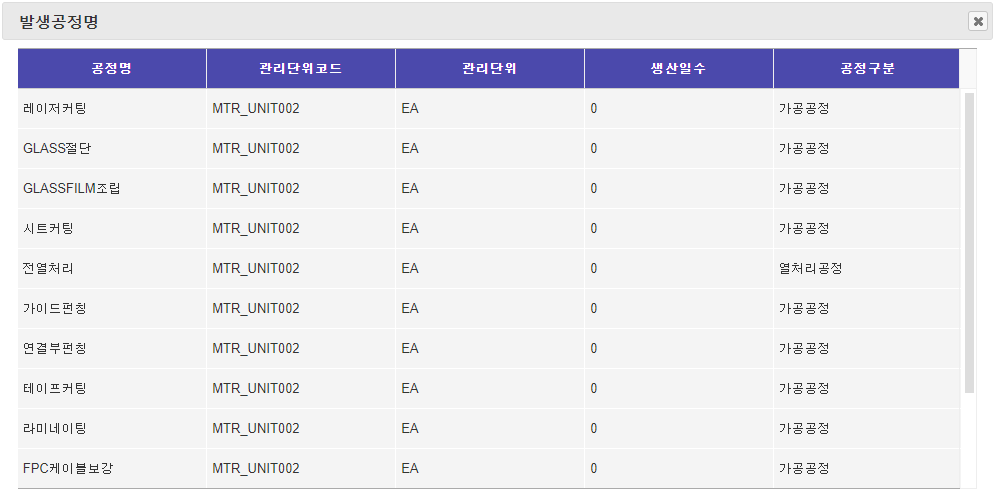 발생공정명
공정명 관리단위코드 관리단위 생산일수 공정구분
레이저커팅 MTR_UNIT002 EA 0 가공공정
GLASS절단 MTR_UNIT002 EA 0 가공공정
GLASSFILM조립 MTR_UNIT002 EA 0 가공공정
시트커팅 MTR_UNIT002 EA 0 가공공정
전열처리 MTR_UNIT002 EA 0 열처리공정
가이드펀칭 MTR_UNIT002 EA 0 가공공정
연결부펀칭 MTR_UNIT002 EA 0 가공공정
테이프커팅 MTR_UNIT002 EA 0 가공공정
라미네이팅 MTR_UNIT002 EA 0 가공공정
FPC케이블보강 MTR_UNIT002 EA 0 가공공정